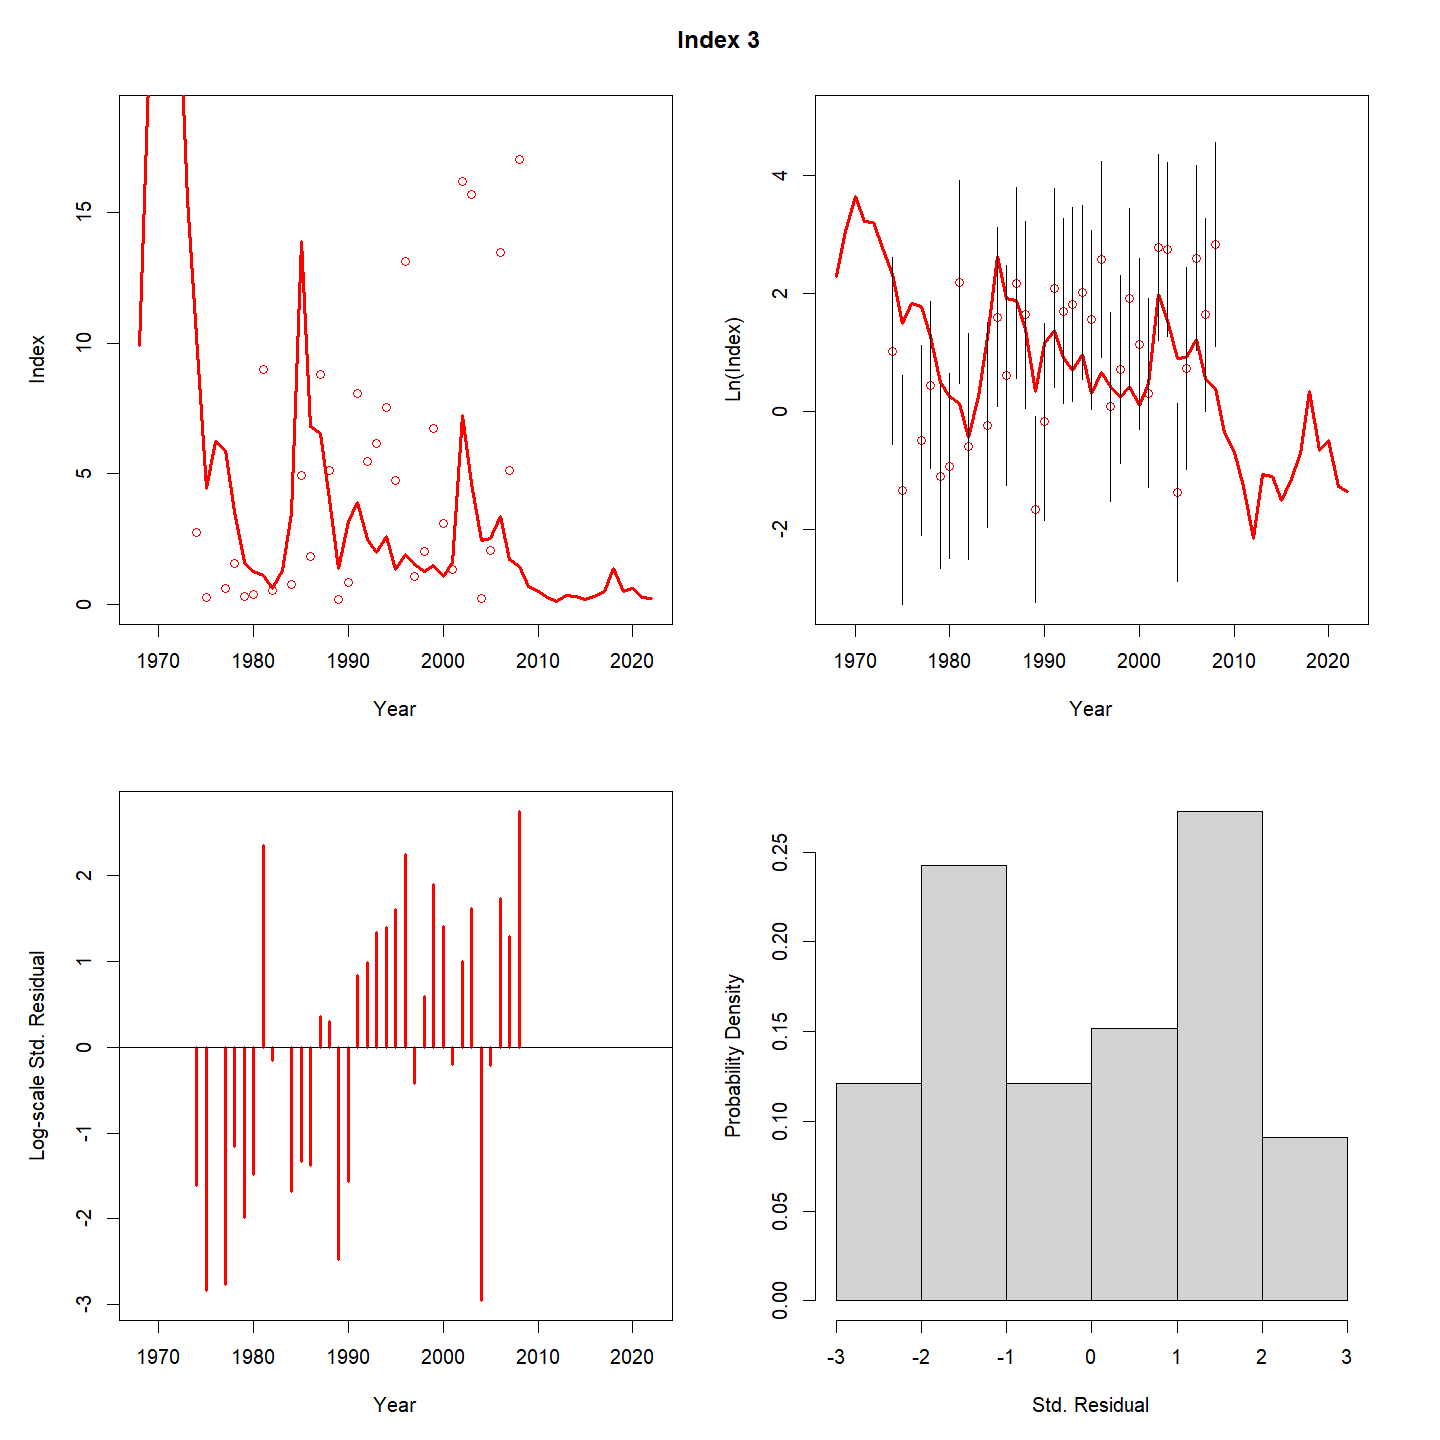 Index 3
Index
0 5 10 15
1970 1980 1990 2000 2010 2020
Year
Ln(Index)
-2 0 2 4
1970 1980 1990 2000 2010 2020
Year
Log-scale Std. Residual
-3 -2 -1 0 1 2
1970 1980 1990 2000 2010 2020
Year
Probability Density
0.00 0.05 0.10 0.15 0.20 0.25
-3 -2 -1 0 1 2 3
Std. Residual